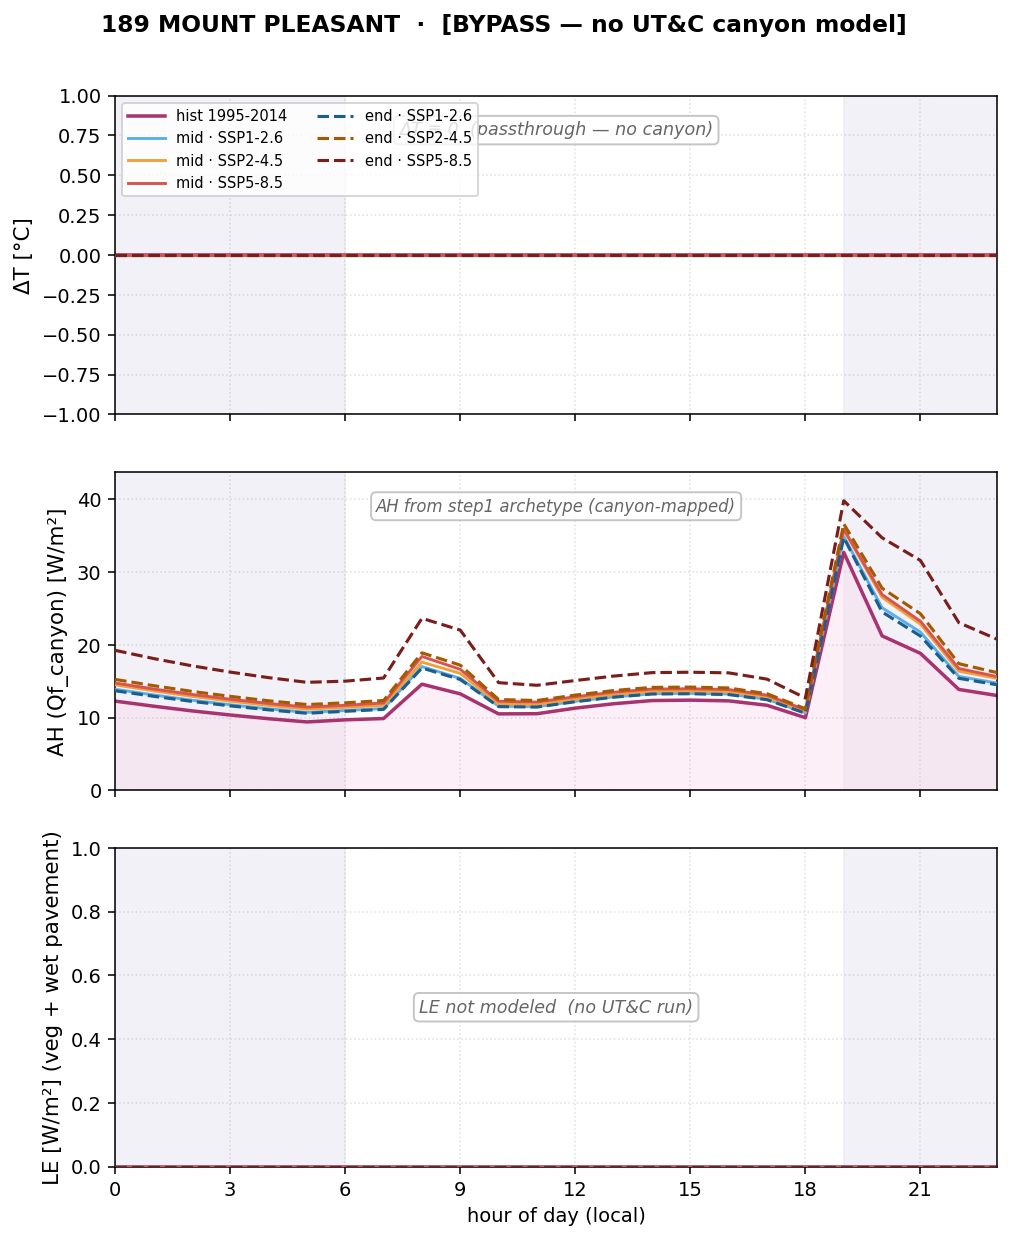 189 MOUNT PLEASANT · [BYPASS — no UT&C canyon model]
1.00
0.75
0.50
0.25
0.00
−0.25
−0.50
−0.75
−1.00
ΔT [°C]
hist 1995-2014
mid · SSP1-2.6
mid · SSP2-4.5
mid · SSP5-8.5
end · SSP1-2.6
end · SSP2-4.5
end · SSP5-8.5
(passthrough — no canyon)
40
30
20
10
0
AH (Qf_canyon) [W/m²]
AH from step1 archetype (canyon-mapped)
1.0
0.8
0.6
0.4
0.2
0.0
LE [W/m²] (veg + wet pavement)
LE not modeled (no UT&C run)
0 3 6 9 12 15 18 21
hour of day (local)